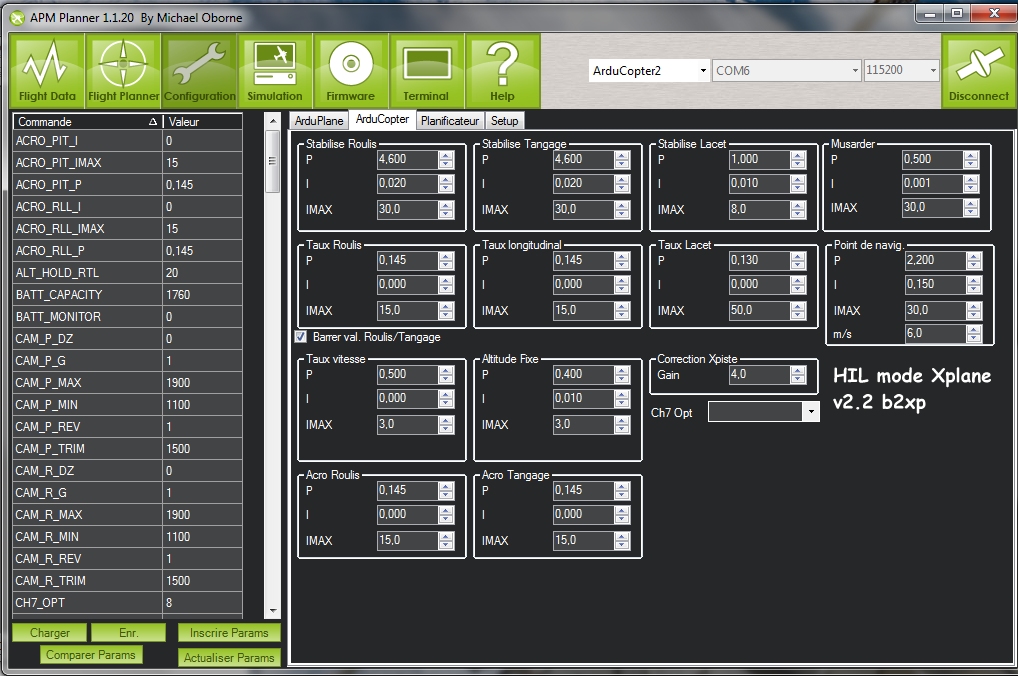 APM Planner 1.1.20 By Michael Oborne
Flight Data
Flight Planner
Configuration
Simulation
Firmware
Terminal
Help
ArduCopter2
COM6
115200
Disconnect
Commande Valeur
ACRO_PIT_I 0
ACRO_PIT_IMAX 15
ACRO_PIT_P 0,145
ACRO_RLL_I 0
ACRO_RLL_IMAX 15
ACRO_RLL_P 0,145
ALT_HOLD_RTL 20
BATT_CAPACITY 1760
BATT_MONITOR 0
CAM_P_DZ 0
CAM_P_G 1
CAM_P_MAX 1900
CAM_P_MIN 1100
CAM_P_REV 1
CAM_P_TRIM 1500
CAM_R_DZ 0
CAM_R_G 1
CAM_R_MAX 1900
CAM_R_MIN 1100
CAM_R_REV 1
CAM_R_TRIM 1500
CH7_OPT 8
Charger
Enr.
Inscrire Params
Comparer Params
Actualiser Params
ArduPlane
ArduCopter
Planificateur
Setup
Stabilise Roulis
P 4,600
I 0,020
IMAX 30,0
Stabilise Tangage
P 4,600
I 0,020
IMAX 30,0
Stabilise Lacet
P 1,000
I 0,010
IMAX 8,0
Musarder
P 0,500
I 0,001
IMAX 30,0
Taux Roulis
P 0,145
I 0,000
IMAX 15,0
Taux longitudinal
P 0,145
I 0,000
IMAX 15,0
Taux Lacet
P 0,130
I 0,000
IMAX 50,0
Point de navig.
P 2,200
I 0,150
IMAX 30,0
m/s 6,0
Barrer val. Roulis/Tangage
Taux vitesse
P 0,500
I 0,000
IMAX 3,0
Altitude Fixe
P 0,400
I 0,010
IMAX 3,0
Correction Xpiste
Gain 4,0
Ch7 Opt
HIL mode Xplane
v2.2 b2xp
Acro Roulis
P 0,145
I 0,000
IMAX 15,0
Acro Tangage
P 0,145
I 0,000
IMAX 15,0